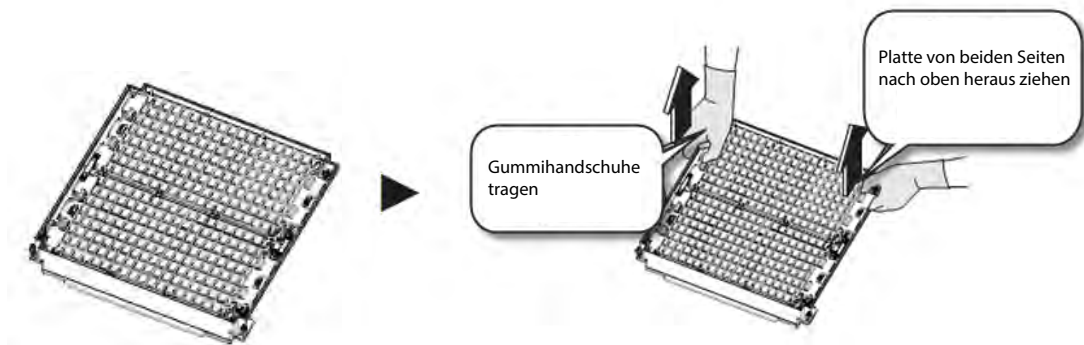 Gummihandschuhe
tragen
Platte von beiden Seiten
nach oben heraus ziehen